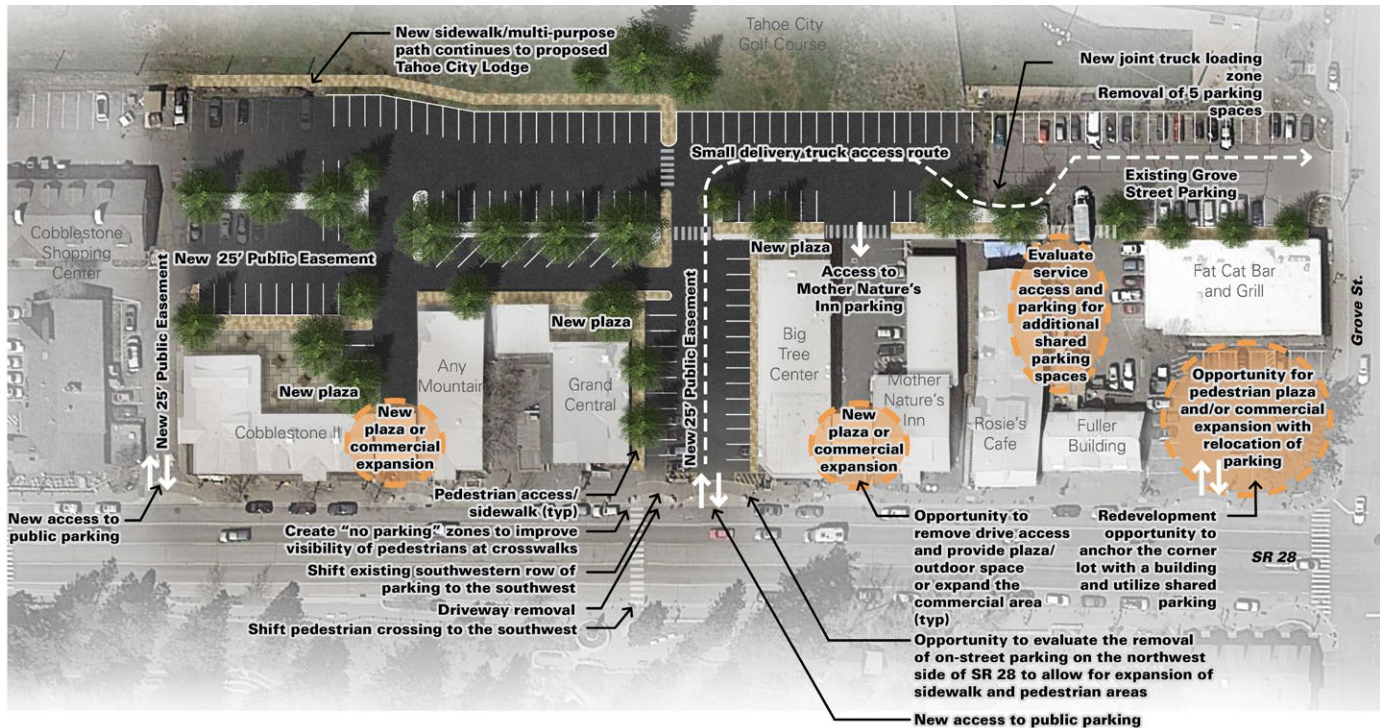 New sidewalk/multi-purpose
path continues to proposed
Tahoe City Lodge
Tahoe City
Golf Course
New joint truck loading
zone
Removal of 5 parking
spaces
Small delivery truck access route
Existing Grove
Street Parking
Cobblestone
Shopping
Center
New 25' Public Easement
New 25' Public Easement
New plaza
Access to
Mother Nature's
Inn parking
Evaluate
service
access and
parking for
additional
shared
parking
spaces
Fat Cat Bar
and Grill
Grove St.
New plaza
New 25' Public Easement
Any
Mountain
Grand
Central
Big
Tree
Center
New plaza
Cobblestone II
New
plaza or
commercial
expansion
New
plaza or
commercial
expansion
Mother
Nature's
Inn
Rosie's
Cafe
Fuller
Building
Opportunity for
pedestrian plaza
and/or commercial
expansion with
relocation of
parking
New access to
public parking
Pedestrian access/
sidewalk (typ)
Create “no parking” zones to improve
visibility of pedestrians at crosswalks
Shift existing southwestern row of
parking to the southwest
Driveway removal
Shift pedestrian crossing to the southwest
Opportunity to
remove drive access
and provide plaza/
outdoor space
or expand the
commercial area
(typ)
Redevelopment
opportunity to
anchor the corner
lot with a building
and utilize shared
parking
SR 28
Opportunity to evaluate the removal
of on-street parking on the northwest
side of SR 28 to allow for expansion of
sidewalk and pedestrian areas
New access to public parking